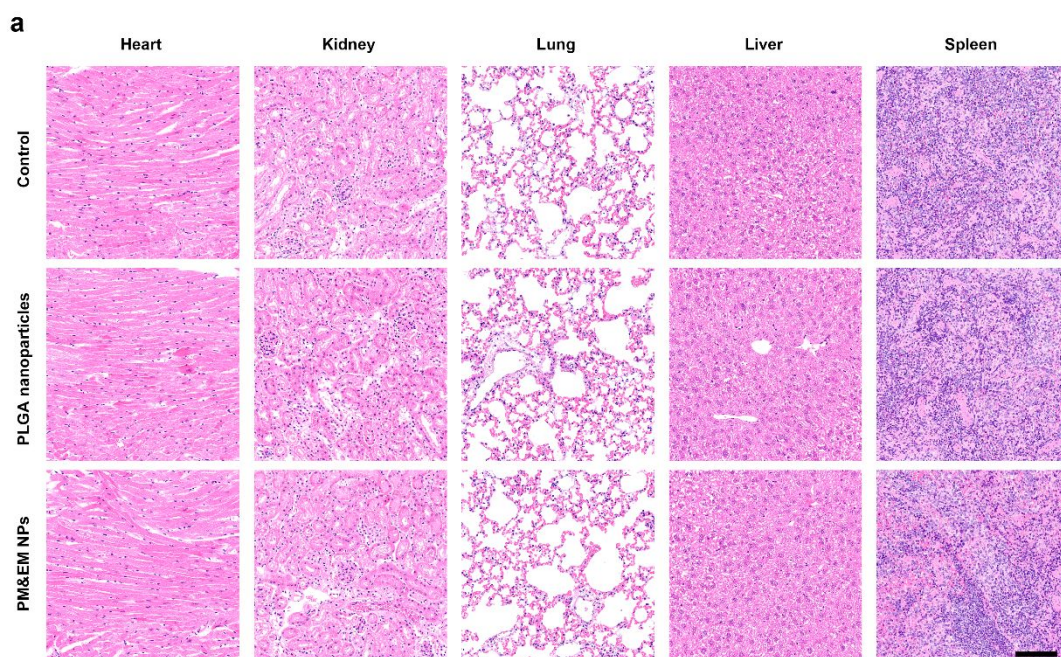 a
Heart Kidney Lung Liver Spleen
Control
PLGA nanoparticles
PM&EM NPs